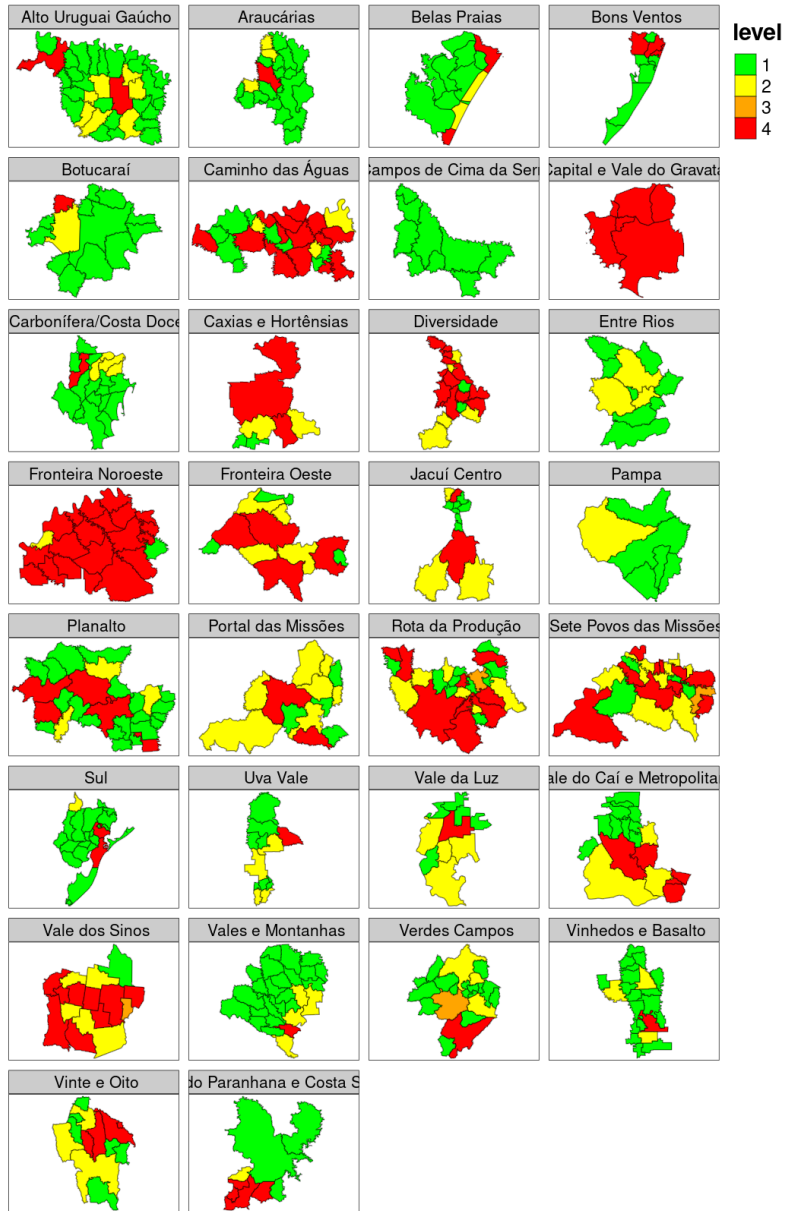 Alto Uruguai Gaúcho
Araucárias
Belas Praias
Bons Ventos
level
1
2
3
4
Botucaraí
Caminho das Águas
Campos de Cima da Serr
Capital e Vale do Gravata
Carbonífera/Costa Doce
Caxias e Hortênsias
Diversidade
Entre Rios
Fronteira Noroeste
Fronteira Oeste
Jacuí Centro
Pampa
Planalto
Portal das Missões
Rota da Produção
Sete Povos das Missões
Sul
Uva Vale
Vale da Luz
ale do Caí e Metropolita
Vale dos Sinos
Vales e Montanhas
Verdes Campos
Vinhedos e Basalto
Vinte e Oito
do Paranhana e Costa S